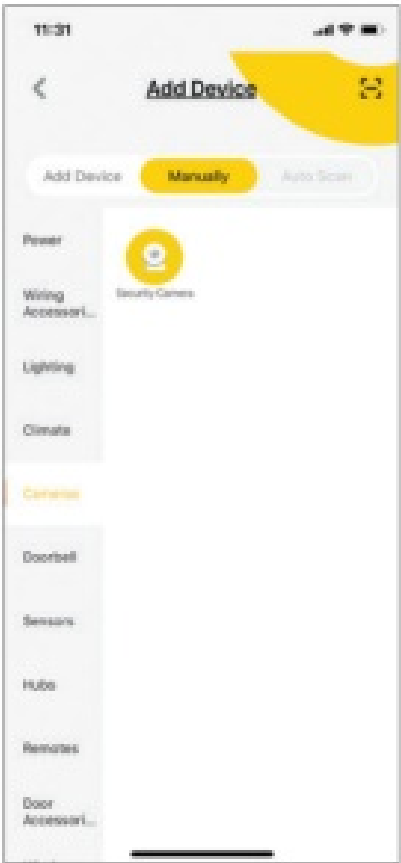 11:31
Add Device
Add Device Manually Auto Scan
Power
Security Camera
Wiring
Accessori...
Lighting
Climate
Cameras
Doorbell
Sensors
Hubs
Remotes
Door
Accessori...